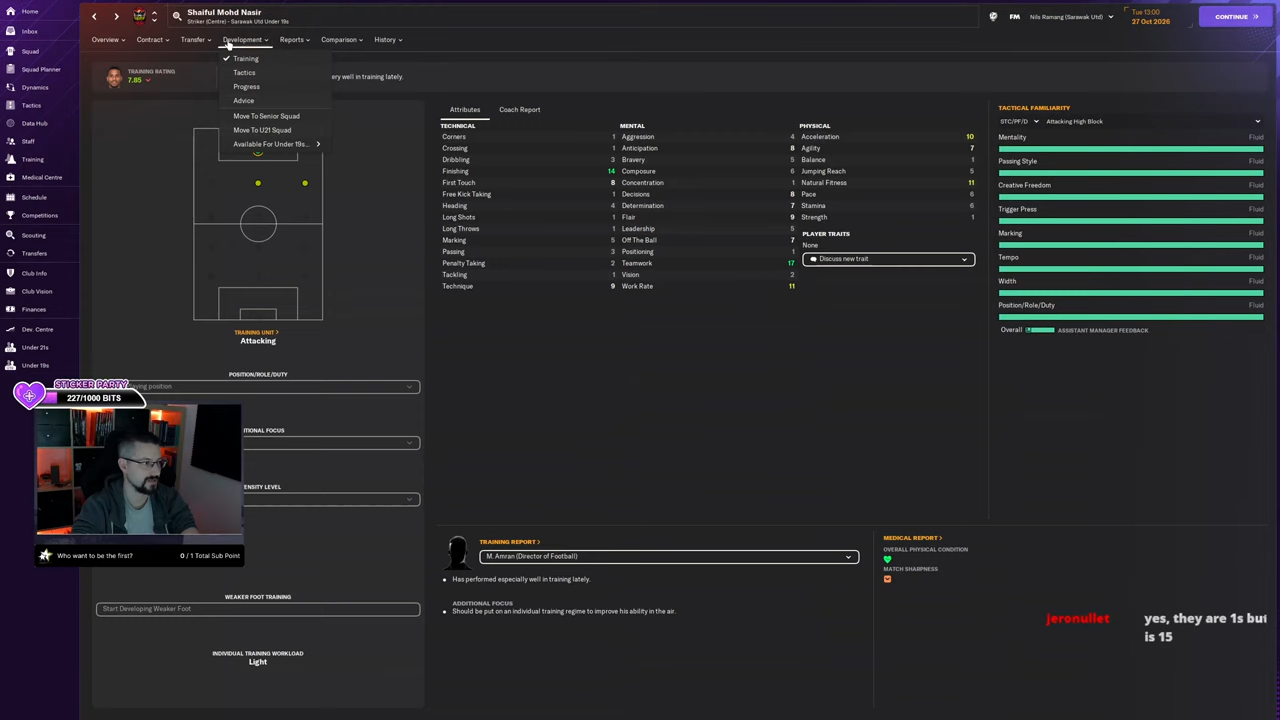 Home
Inbox
Squad
Squad Planner
Dynamics
Tactics
Data Hub
Staff
Training
Medical Centre
Schedule
Competitions
Scouting
Transfers
Club Info
Club Vision
Finances
Dev. Centre
Under 21s
Under 19s
Shaiful Mohd Nasir
Striker (Centre) - Sarawak Utd Under 19s
FM
Nils Ramang (Sarawak Utd)
Tue 13:00
27 Oct 2026
CONTINUE
Overview
Contract
Transfer
Development
Reports
Comparison
History
Training
Tactics
Progress
Advice
Move To Senior Squad
Move To U21 Squad
Available For Under 19s...
TRAINING RATING
7.85
very well in training lately.
TRAINING UNIT
Attacking
POSITION/ROLE/DUTY
aying position
ITIONAL FOCUS
ENSITY LEVEL
WEAKER FOOT TRAINING
Start Developing Weaker Foot
INDIVIDUAL TRAINING WORKLOAD
Light
Attributes
Coach Report
TECHNICAL
Corners 1
Crossing 1
Dribbling 3
Finishing 14
First Touch 8
Free Kick Taking 1
Heading 4
Long Shots 1
Long Throws 1
Marking 5
Passing 3
Penalty Taking 2
Tackling 1
Technique 9
MENTAL
Aggression 4
Anticipation 8
Bravery 5
Composure 6
Concentration 1
Decisions 8
Determination 7
Flair 9
Leadership 5
Off The Ball 7
Positioning 1
Teamwork 17
Vision 2
Work Rate 11
PHYSICAL
Acceleration 10
Agility 7
Balance 1
Jumping Reach 5
Natural Fitness 11
Pace 6
Stamina 6
Strength 1
PLAYER TRAITS
None
Discuss new trait
TACTICAL FAMILIARITY
STC/PF/D
Attacking High Block
Mentality Fluid
Passing Style Fluid
Creative Freedom Fluid
Trigger Press Fluid
Marking Fluid
Tempo Fluid
Width Fluid
Position/Role/Duty Fluid
Overall
ASSISTANT MANAGER FEEDBACK
TRAINING REPORT
M. Amran (Director of Football)
Has performed especially well in training lately.
ADDITIONAL FOCUS
Should be put on an individual training regime to improve his ability in the air.
MEDICAL REPORT
OVERALL PHYSICAL CONDITION
MATCH SHARPNESS
STICKER PARTY
227/1000 BITS
Who want to be the first?
0 / 1 Total Sub Point
jeronullet
yes, they are 1s but
is 15